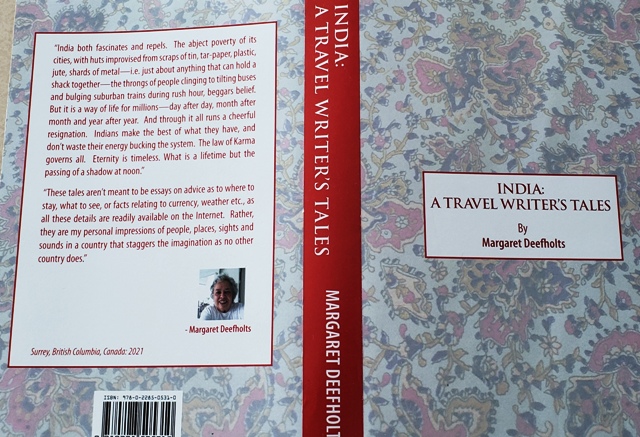 "India both fascinates and repels. The abject poverty of its
cities, with huts improvised from scraps of tin, tar-paper, plastic,
jute, shards of metal—i.e. just about anything that can hold a
shack together—the throngs of people clinging to tilting buses
and bulging suburban trains during rush hour, beggars belief.
But it is a way of life for millions—day after day, month after
month and year after year. And through it all runs a cheerful
resignation. Indians make the best of what they have, and
don't waste their energy bucking the system. The law of Karma
governs all. Eternity is timeless. What is a lifetime but the
passing of a shadow at noon."
"These tales aren't meant to be essays on advice as to where to
stay, what to see, or facts relating to currency, weather etc., as
all these details are readily available on the Internet. Rather,
they are my personal impressions of people, places, sights and
sounds in a country that staggers the imagination as no other
country does."
- Margaret Deefholts
Surrey, British Columbia, Canada: 2021
ISBN: 978-0-2285-0531-0
INDIA:
A TRAVEL WRITER'S TALES
MARGARET DEEFHOLT
INDIA:
A TRAVEL WRITER'S TALES
By
Margaret Deefholts